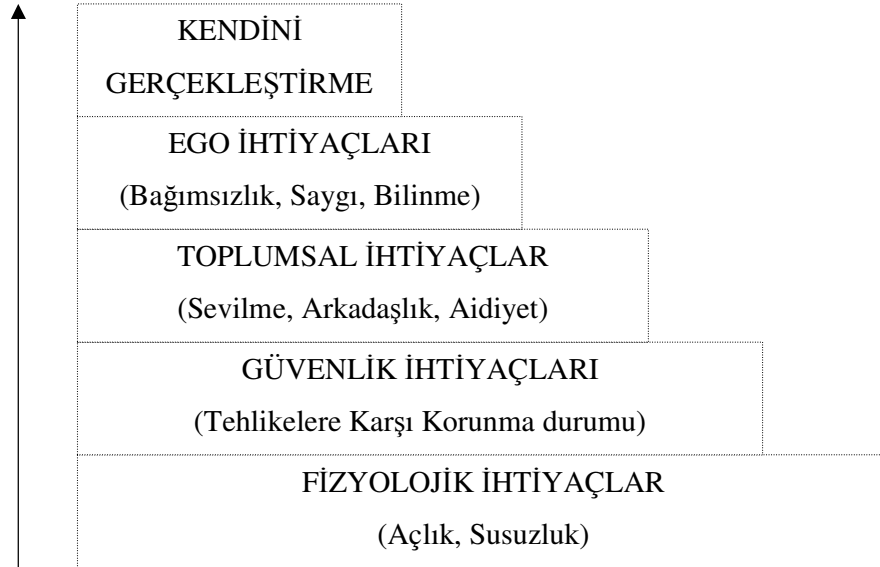 KENDİNİ
GERÇEKLEŞTİRME
EGO İHTİYAÇLARI
(Bağımsızlık, Saygı, Bilinme)
TOPLUMSAL İHTİYAÇLAR
(Sevilme, Arkadaşlık, Aidiyet)
GÜVENLİK İHTİYAÇLARI
(Tehlikelere Karşı Korunma durumu)
FİZYOLOJİK İHTİYAÇLAR
(Açlık, Susuzluk)